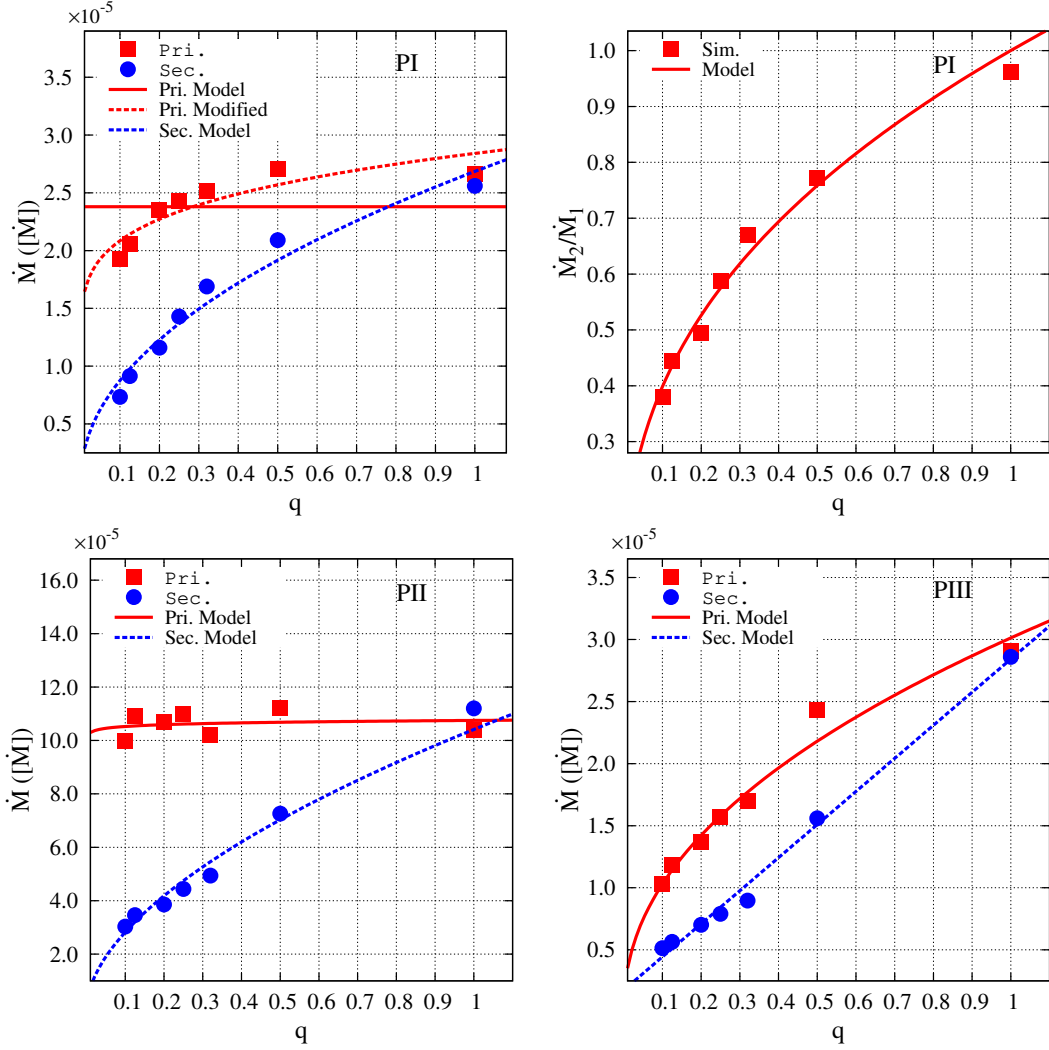 ×10⁻⁵
3.5
3.0
2.5
2.0
1.5
1.0
0.5
Ṁ ([Ṁ])
Pri.
Sec.
Pri. Model
Pri. Modified
Sec. Model
PI
0.1 0.2 0.3 0.4 0.5 0.6 0.7 0.8 0.9 1
q
1.0
0.9
0.8
0.7
0.6
0.5
0.4
0.3
Ṁ₂/Ṁ₁
Sim.
Model
PI
0.1 0.2 0.3 0.4 0.5 0.6 0.7 0.8 0.9 1
q
×10⁻⁵
16.0
14.0
12.0
10.0
8.0
6.0
4.0
2.0
Ṁ ([Ṁ])
Pri.
Sec.
Pri. Model
Sec. Model
PII
0.1 0.2 0.3 0.4 0.5 0.6 0.7 0.8 0.9 1
q
×10⁻⁵
3.5
3.0
2.5
2.0
1.5
1.0
0.5
Ṁ ([Ṁ])
Pri.
Sec.
Pri. Model
Sec. Model
PIII
0.1 0.2 0.3 0.4 0.5 0.6 0.7 0.8 0.9 1
q